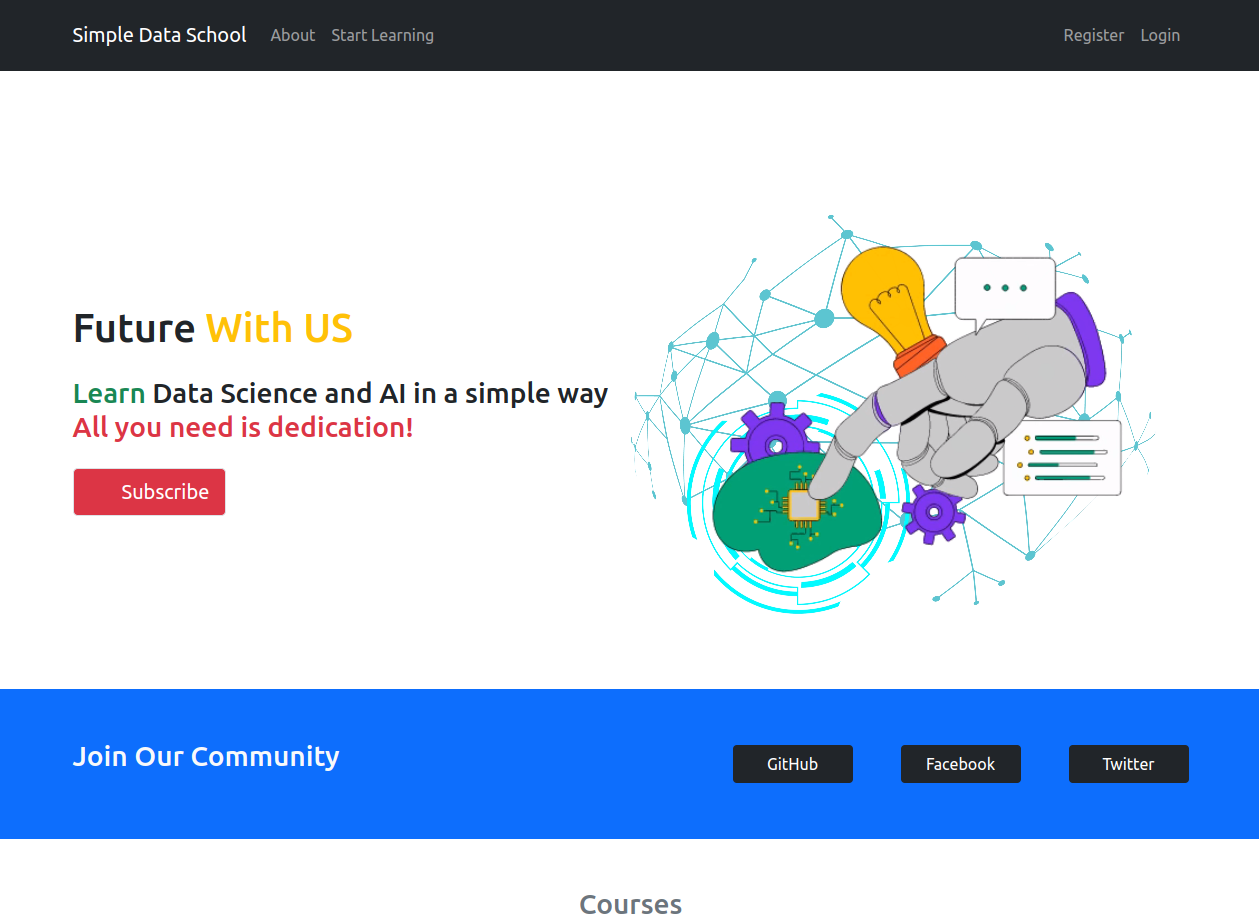 Simple Data School About Start Learning Register Login
Future With US
Learn Data Science and AI in a simple way
All you need is dedication!
Subscribe
Join Our Community
GitHub Facebook Twitter
Courses